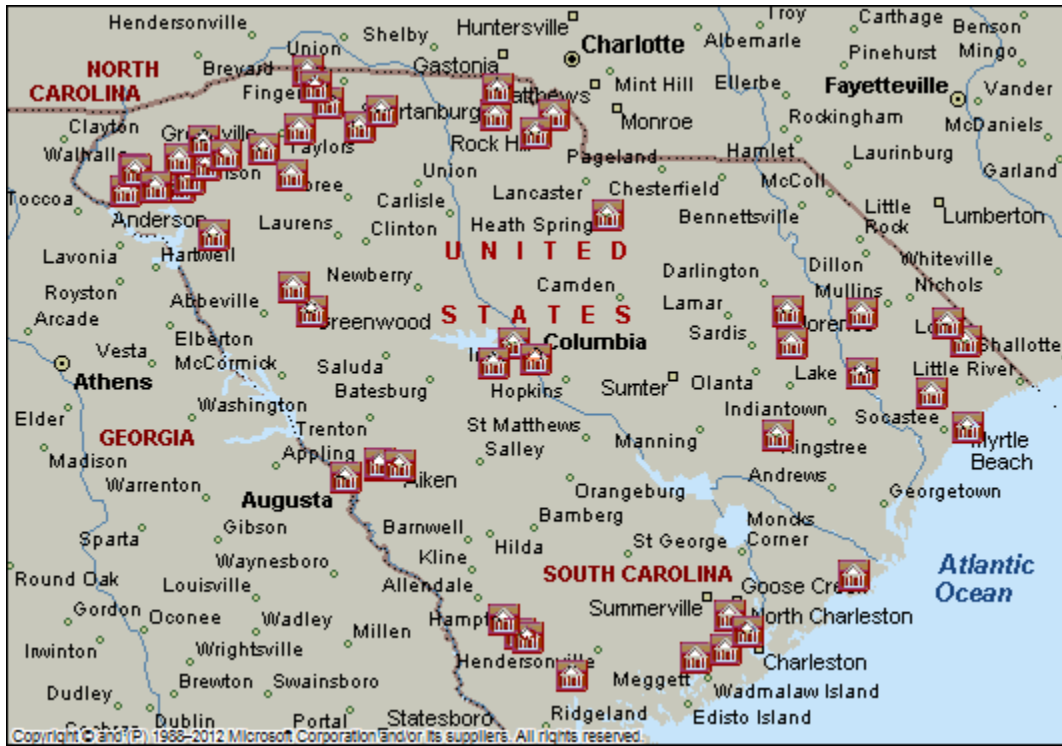 Hendersonville
Shelby
Huntersville
Troy
Carthage
Benson
Union
Charlotte
Albemarle
Pinehurst
Mingo
Brevard
Gastonia
NORTH
CAROLINA
Mint Hill
Ellerbe
Fayetteville
Vander
Monroe
Rockingham
McDaniels
Clayton
Rock Hill
Walhalla
Taylors
Pageland
Hamlet
Laurinburg
Garland
Union
Lancaster
Chesterfield
McColl
Toccoa
Carlisle
Little
Rock
Lumberton
Anderson
Laurens
Clinton
Heath Spring
Bennettsville
Lavonia
Hartwell
UNITED
Dillon
Whiteville
Royston
Abbeville
Newberry
Camden
Darlington
Mullins
Nichols
Arcade
Greenwood
STATES
Lamar
Elberton
Sardis
Vesta
McCormick
Saluda
Columbia
Shallotte
Athens
Batesburg
Hopkins
Sumter
Olanta
Lake
Little River
Elder
Washington
Indiantown
Socastee
GEORGIA
Trenton
St Matthews
Manning
Myrtle
Beach
Madison
Appling
Salley
Kingstree
Warrenton
Aiken
Andrews
Augusta
Orangeburg
Georgetown
Gibson
Barnwell
Bamberg
Moncks
Corner
Sparta
Hilda
Waynesboro
Kline
St George
Atlantic
Ocean
Round Oak
Louisville
Allendale
SOUTH CAROLINA
Goose Creek
Gordon
Oconee
Wadley
Summerville
North Charleston
Irwinton
Millen
Wrightsville
Hendersonville
Charleston
Brewton
Swainsboro
Meggett
Wadmalaw Island
Dudley
Dublin
Portal
Statesboro
Ridgeland
Edisto Island
Cochran
Copyright © and (P) 1988–2012 Microsoft Corporation and/or its suppliers. All rights reserved.